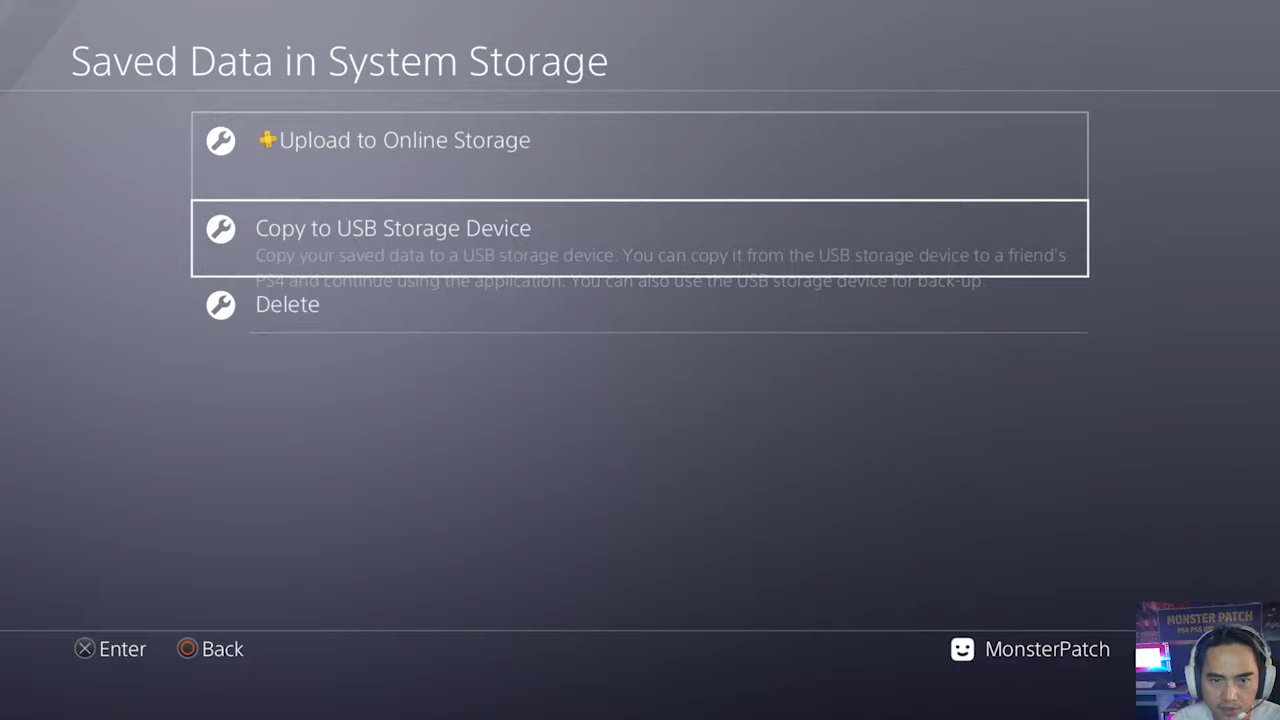 Saved Data in System Storage
Upload to Online Storage
Copy to USB Storage Device
Copy your saved data to a USB storage device. You can copy it from the USB storage device to a friend's
PS4 and continue using the application. You can also use the USB storage device for back-up.
Delete
Enter
Back
MonsterPatch
MONSTER PATCH
PS4 PS5